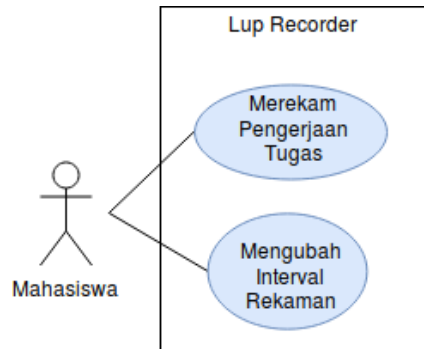 Lup Recorder
Merekam
Pengerjaan
Tugas
Mengubah
Interval
Rekaman
Mahasiswa